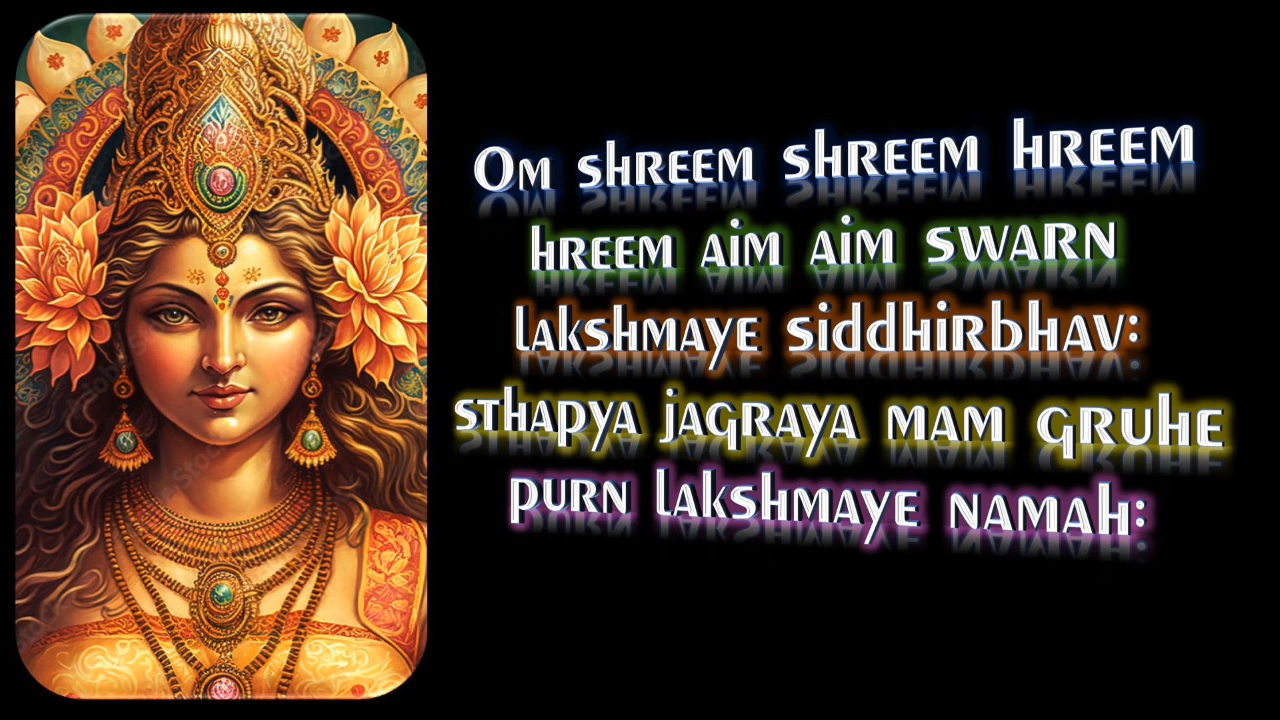 Om shreem shreem hreem
hreem aim aim swarn
lakshmaye siddhirbhav:
sthapya jagraya mam gruhe
purn lakshmaye namah: